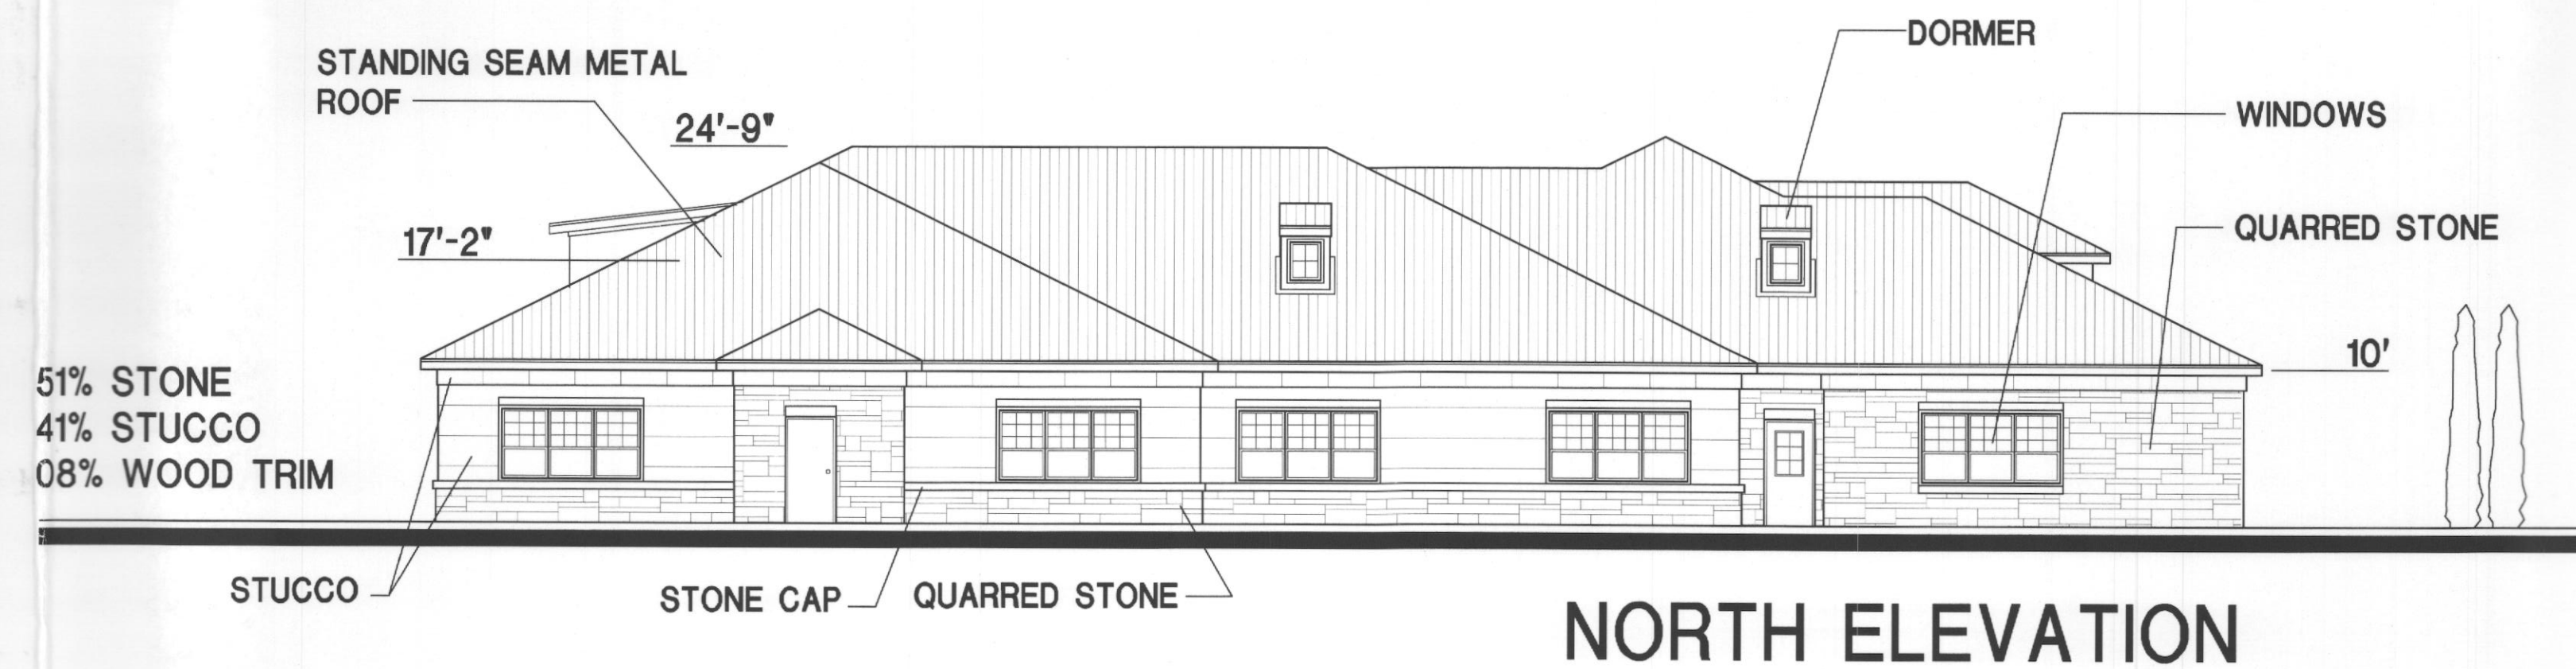 DORMER
STANDING SEAM METAL
ROOF
24'-9"
WINDOWS
17'-2"
QUARRED STONE
10'
51% STONE
41% STUCCO
08% WOOD TRIM
STUCCO
STONE CAP
QUARRED STONE
NORTH ELEVATION